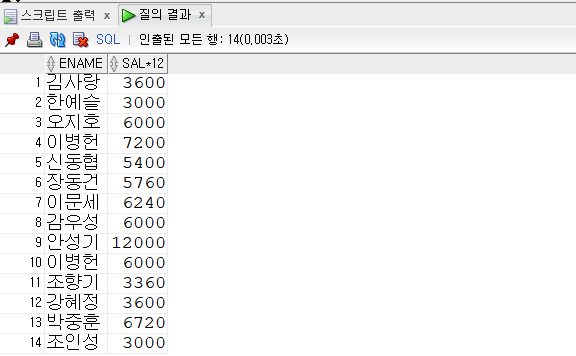 스크립트 출력 x 질의 결과 x
SQL | 인출된 모든 행: 14(0,003초)
ENAME SAL*12
1 김사랑 3600
2 한예슬 3000
3 오지호 6000
4 이병헌 7200
5 신동협 5400
6 장동건 5760
7 이문세 6240
8 감우성 6000
9 안성기 12000
10 이병헌 6000
11 조향기 3360
12 강혜정 3600
13 박중훈 6720
14 조인성 3000